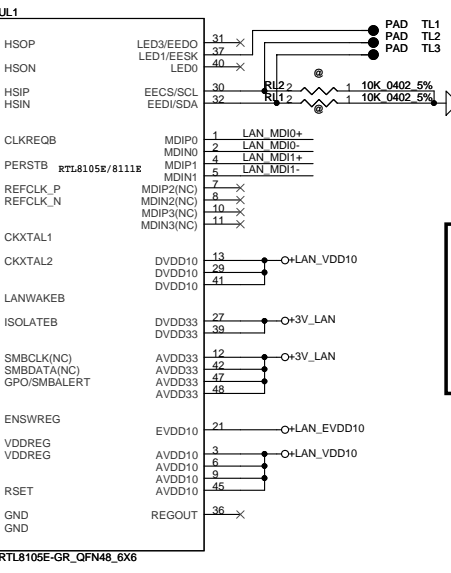 UL1
PAD TL1
PAD TL2
PAD TL3
HSOP LED3/EEDO 31
LED1/EESK 37
HSON LED0 40
@
HSIP EECS/SCL 30 RL2 2 1 10K_0402_5%
HSIN EEDI/SDA 32 RL1 2 1 10K_0402_5%
@
CLKREQB MDIP0 1 LAN_MDI0+
MDIN0 2 LAN_MDI0-
PERSTB RTL8105E/8111E MDIP1 4 LAN_MDI1+
MDIN1 5 LAN_MDI1-
REFCLK_P MDIP2(NC) 7
REFCLK_N MDIN2(NC) 8
MDIP3(NC) 10
MDIN3(NC) 11
CKXTAL1
CKXTAL2 DVDD10 13 +LAN_VDD10
DVDD10 29
DVDD10 41
LANWAKEB
ISOLATEB DVDD33 27 +3V_LAN
DVDD33 39
SMBCLK(NC) AVDD33 12 +3V_LAN
SMBDATA(NC) AVDD33 42
GPO/SMBALERT AVDD33 47
AVDD33 48
ENSWREG
EVDD10 21 +LAN_EVDD10
VDDREG
VDDREG AVDD10 3 +LAN_VDD10
AVDD10 6
AVDD10 9
RSET AVDD10 45
GND REGOUT 36
GND
RTL8105E-GR_QFN48_6X6